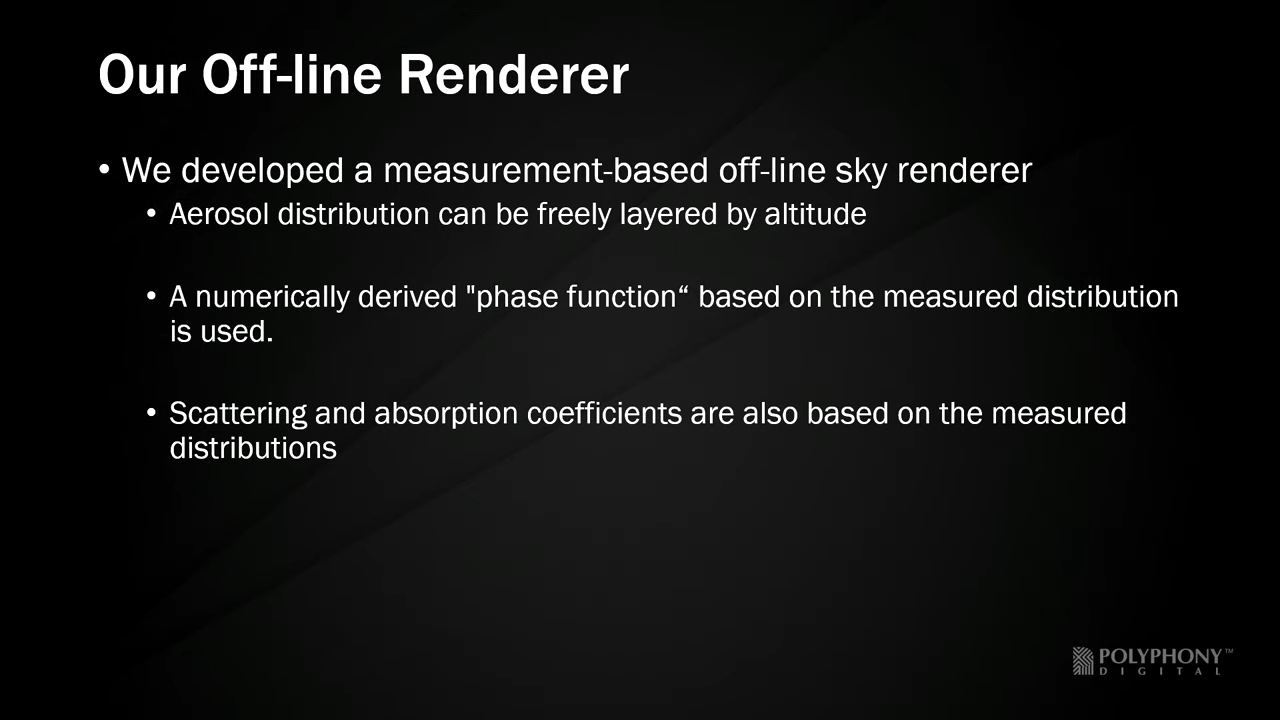 Our Off-line Renderer
• We developed a measurement-based off-line sky renderer
• Aerosol distribution can be freely layered by altitude
• A numerically derived "phase function“ based on the measured distribution
is used.
• Scattering and absorption coefficients are also based on the measured
distributions
POLYPHONY™
DIGITAL